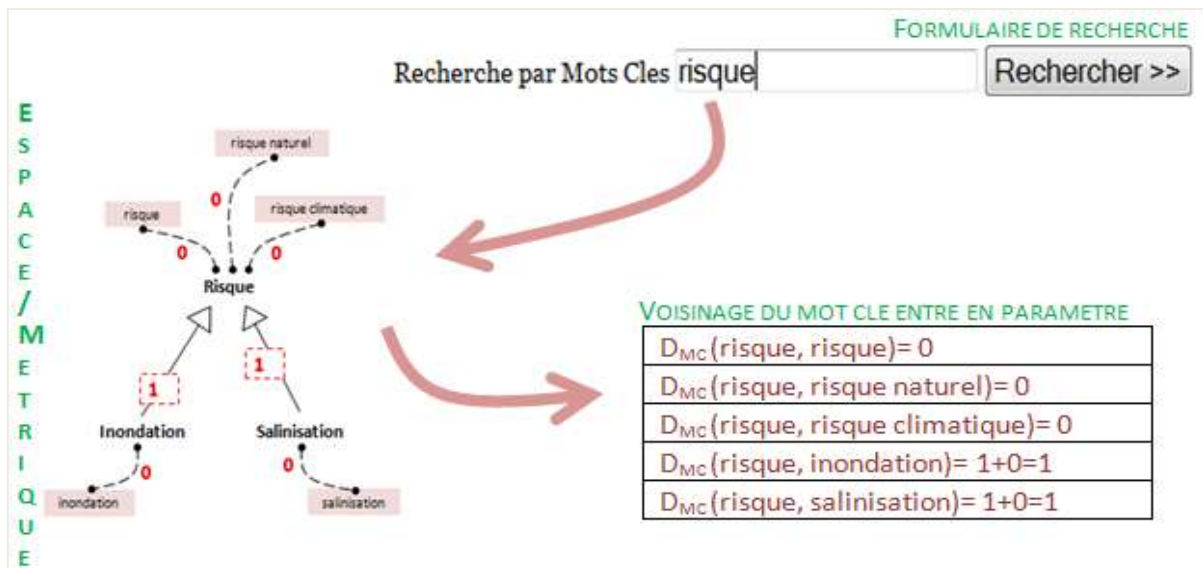 FORMULAIRE DE RECHERCHE
Recherche par Mots Cles risque Rechercher >>
ESPACE/METRIQUE
risque naturel
0
risque
risque climatique
0
0
Risque
1
1
Inondation
Salinisation
0
0
inondation
salinisation
VOISINAGE DU MOT CLE ENTRE EN PARAMETRE
DMC (risque, risque)= 0
DMC (risque, risque naturel)= 0
DMC (risque, risque climatique)= 0
DMC (risque, inondation)= 1+0=1
DMC (risque, salinisation)= 1+0=1